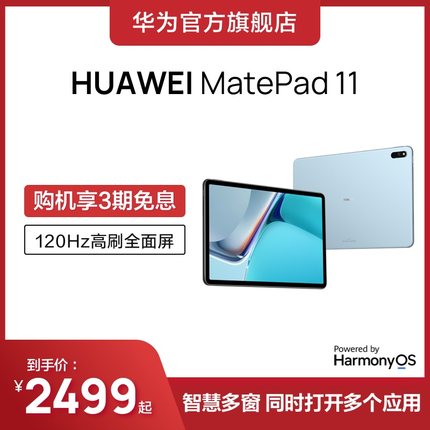 华为官方旗舰店
HUAWEI MatePad 11
购机享3期免息
120Hz高刷全面屏
Powered by
HarmonyOS
到手价:
¥2499起
智慧多窗 同时打开多个应用